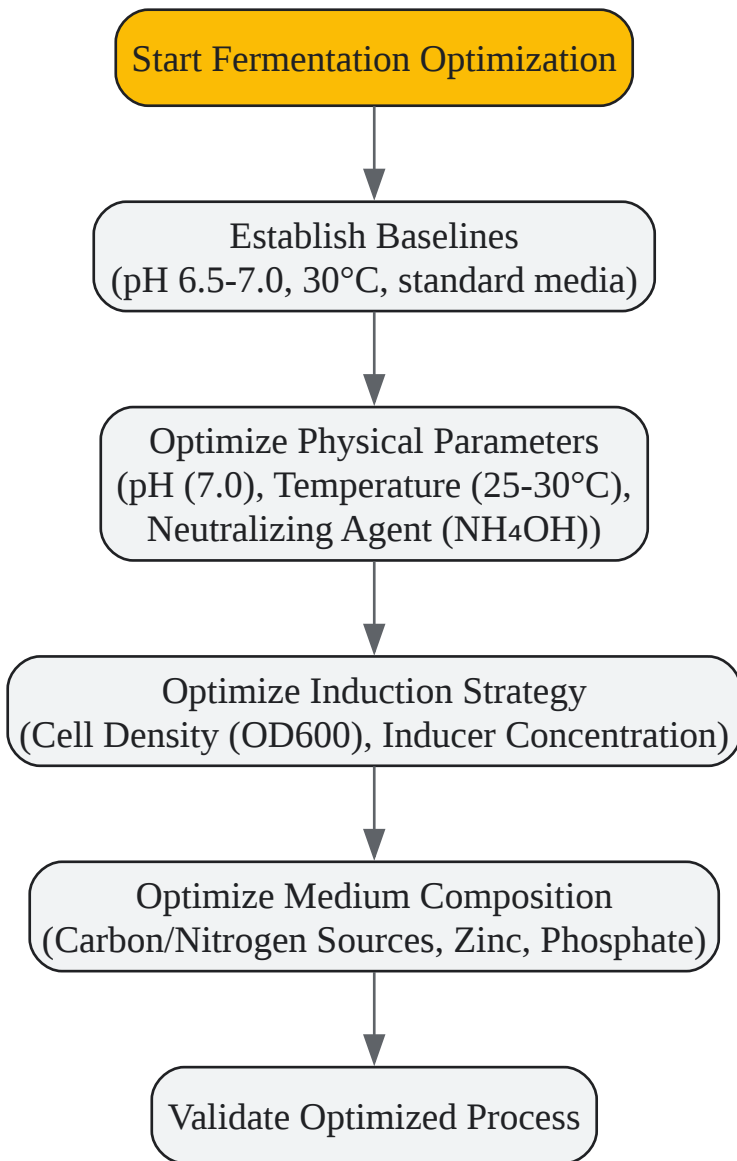 Start Fermentation Optimization
Establish Baselines
(pH 6.5-7.0, 30°C, standard media)
Optimize Physical Parameters
(pH (7.0), Temperature (25-30°C),
Neutralizing Agent (NH₄OH))
Optimize Induction Strategy
(Cell Density (OD600), Inducer Concentration)
Optimize Medium Composition
(Carbon/Nitrogen Sources, Zinc, Phosphate)
Validate Optimized Process